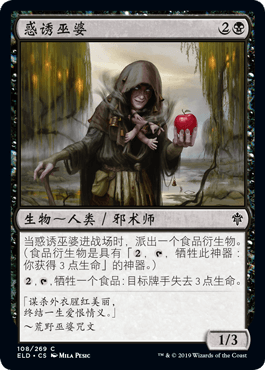 惑诱巫婆 2
生物～人类／邪术师
当惑诱巫婆进战场时，派出一个食品衍生物。
（食品衍生物是具有「2，，牺牲此神器：
你获得3点生命」的神器。）
2，，牺牲一个食品：目标牌手失去3点生命。
「谋杀外衣腥红美丽，
终结一生爱恨情义。」
～荒野巫婆咒文
1/3
108/269 C
ELD • CS MILA PESIC
™ & © 2019 Wizards of the Coast